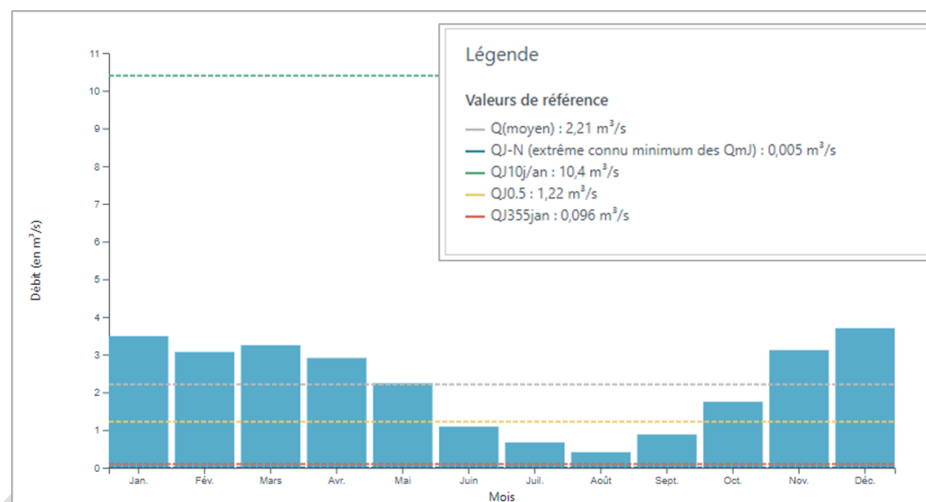 Légende
Valeurs de référence
Q(moyen) : 2,21 m³/s
QJ-N (extrême connu minimum des QmJ) : 0,005 m³/s
QJ10j/an : 10,4 m³/s
QJ0.5 : 1,22 m³/s
QJ355jan : 0,096 m³/s
Débit (en m³/s)
11
10
9
8
7
6
5
4
3
2
1
0
Jan. Fév. Mars Avr. Mai Juin Juil. Août Sept. Oct. Nov. Déc.
Mois